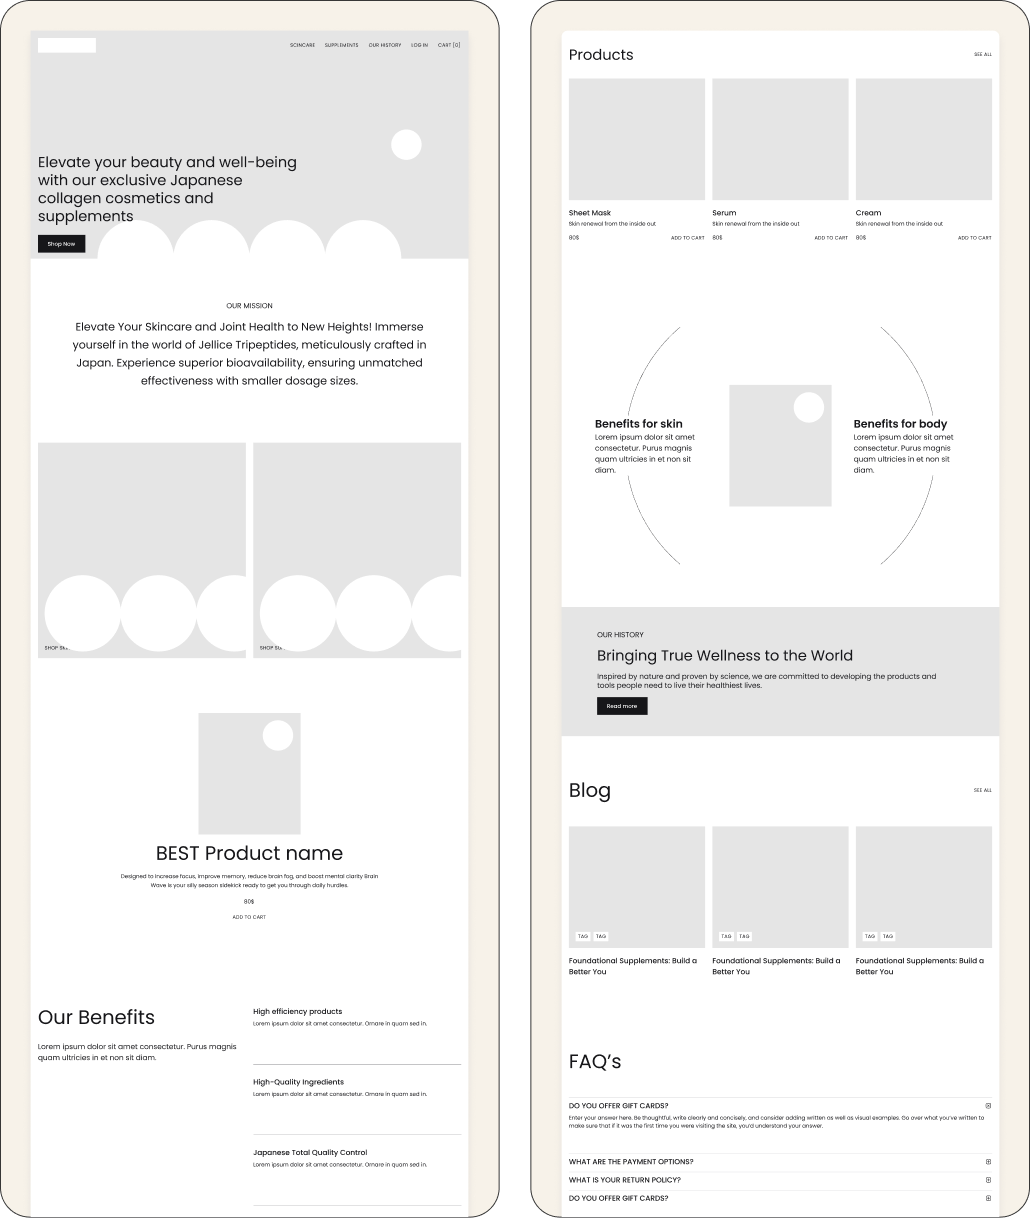 SCINCARE SUPPLEMENTS OUR HISTORY LOG IN CART [0]
Elevate your beauty and well-being
with our exclusive Japanese
collagen cosmetics and
supplements
Shop Now
OUR MISSION
Elevate Your Skincare and Joint Health to New Heights! Immerse
yourself in the world of Jellice Tripeptides, meticulously crafted in
Japan. Experience superior bioavailability, ensuring unmatched
effectiveness with smaller dosage sizes.
SHOP
SHOP
BEST Product name
Designed to increase focus, improve memory, reduce brain fog, and boost mental clarity Brain
Wave is your silly season sidekick ready to get you through daily hurdles.
80$
ADD TO CART
Our Benefits
Lorem ipsum dolor sit amet consectetur. Purus magnis
quam ultricies in et non sit diam.
High efficiency products
Lorem ipsum dolor sit amet consectetur. Ornare in quam sed in.
High-Quality Ingredients
Lorem ipsum dolor sit amet consectetur. Ornare in quam sed in.
Japanese Total Quality Control
Lorem ipsum dolor sit amet consectetur. Ornare in quam sed in.
Products
SEE ALL
Sheet Mask
Skin renewal from the inside out
80$ ADD TO CART
Serum
Skin renewal from the inside out
80$ ADD TO CART
Cream
Skin renewal from the inside out
80$ ADD TO CART
Benefits for skin
Lorem ipsum dolor sit amet
consectetur. Purus magnis
quam ultricies in et non sit
diam.
Benefits for body
Lorem ipsum dolor sit amet
consectetur. Purus magnis
quam ultricies in et non sit
diam.
OUR HISTORY
Bringing True Wellness to the World
Inspired by nature and proven by science, we are committed to developing the products and
tools people need to live their healthiest lives.
Read more
Blog
SEE ALL
TAG TAG
Foundational Supplements: Build a
Better You
TAG TAG
Foundational Supplements: Build a
Better You
TAG TAG
Foundational Supplements: Build a
Better You
FAQ's
DO YOU OFFER GIFT CARDS?
Enter your answer here. Be thoughtful, write clearly and concisely, and consider adding written as well as visual examples. Go over what you've written to
make sure that if it was the first time you were visiting the site, you'd understand your answer.
WHAT ARE THE PAYMENT OPTIONS?
WHAT IS YOUR RETURN POLICY?
DO YOU OFFER GIFT CARDS?